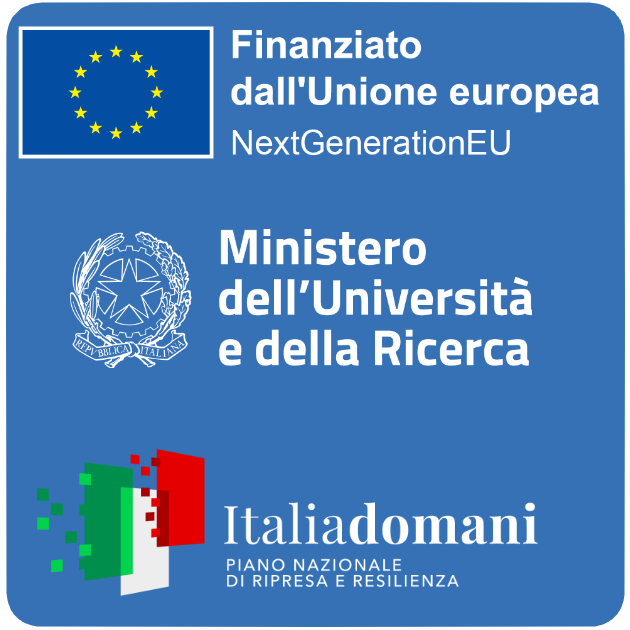 Finanziato
dall'Unione europea
NextGenerationEU
REPVBBLICA ITALIANA
Ministero
dell’Università
e della Ricerca
Italiadomani
PIANO NAZIONALE
DI RIPRESA E RESILIENZA